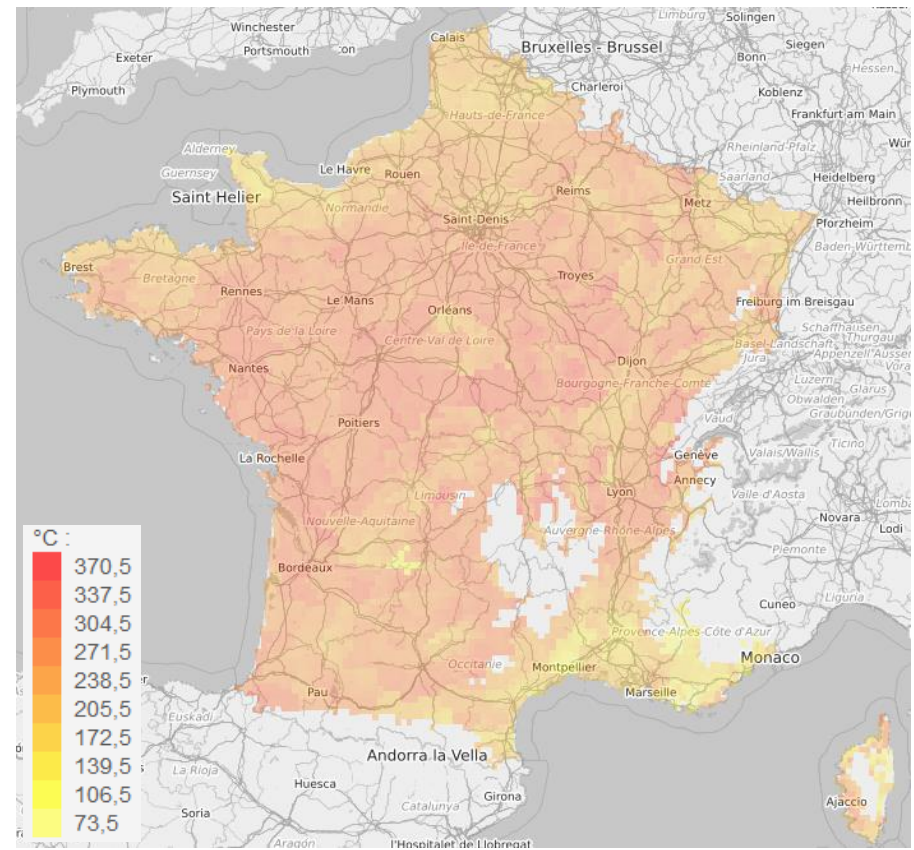 Limburg
Solingen
Winchester
Calais
Portsmouth
Exeter
Bruxelles - Brussel
Siegen
Bonn
Hessen
Plymouth
Charleroi
Koblenz
Hauts-de-France
Frankfurt am Main
Alderney
Rheinland-Pfalz
Guernsey
Le Havre
Rouen
Saarland
Reims
Heidelberg
Saint Helier
Metz
Heilbronn
Normandie
Saint-Denis
Pforzheim
Île-de-France
Grand Est
Brest
Troyes
Bretagne
Rennes
Le Mans
Orléans
Freiburg im Breisgau
Pays de la Loire
Schaffhausen
Centre-Val de Loire
Basel-Landschaft
Thurgau
Jura
Nantes
Dijon
Luzern
Glarus
Bourgogne-Franche-Comté
Obwalden
Vaud
Poitiers
Ticino
La Rochelle
Genève
Valais/Wallis
Annecy
Limousin
Lyon
Valle d'Aosta
Nouvelle-Aquitaine
Novara
Auvergne-Rhône-Alpes
Lodi
°C :
Piemonte
370,5
Bordeaux
337,5
Liguria
304,5
Cuneo
271,5
Provence-Alpes-Côte d'Azur
238,5
Occitanie
Montpellier
Monaco
205,5
Pau
Marseille
172,5
Euskadi
139,5
Andorra la Vella
106,5
La Rioja
Huesca
Girona
73,5
Soria
Catalunya
Ajaccio
Aragón
l'Hospitalet de Llobregat